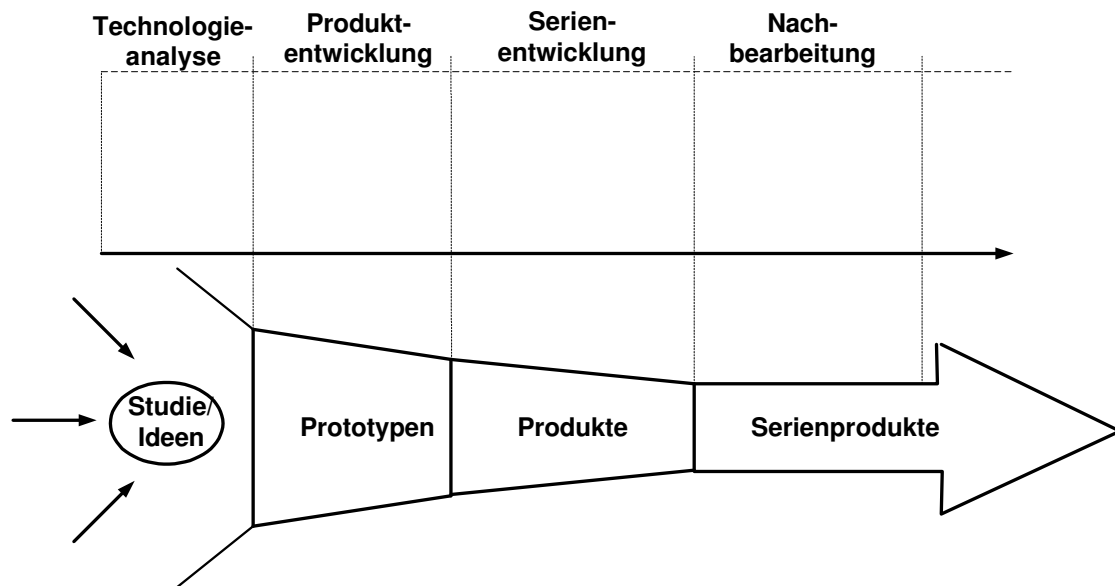 Technologie-
analyse
Produkt-
entwicklung
Serien-
entwicklung
Nach-
bearbeitung
Studie/
Ideen
Prototypen
Produkte
Serienprodukte